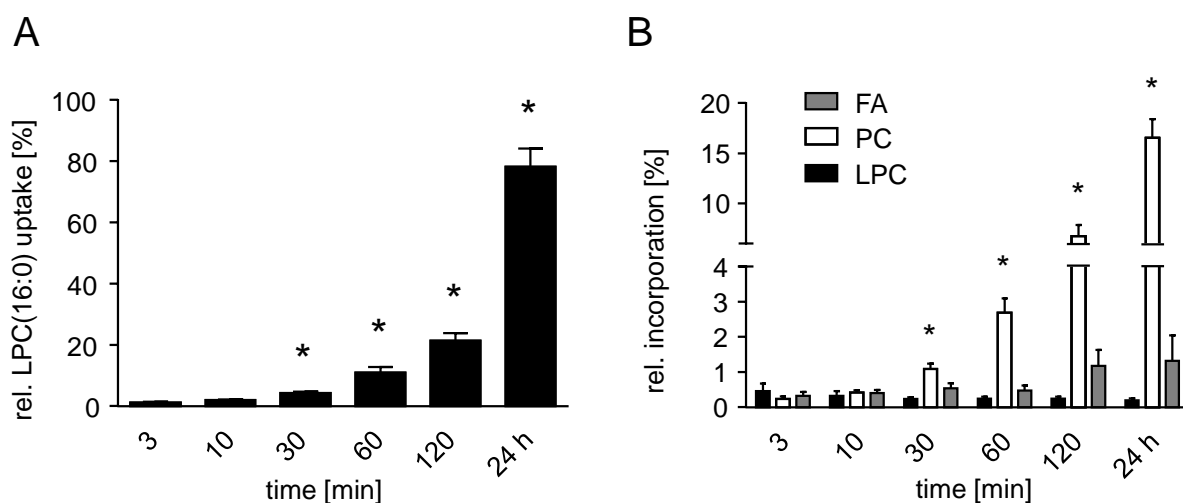 A
rel. LPC(16:0) uptake [%]
100
80
60
40
20
0
*
*
*
*
3
10
30
60
120
24 h
time [min]
B
rel. incorporation [%]
20
15
10
4
3
2
1
0
FA
PC
LPC
*
*
*
*
3
10
30
60
120
24 h
time [min]